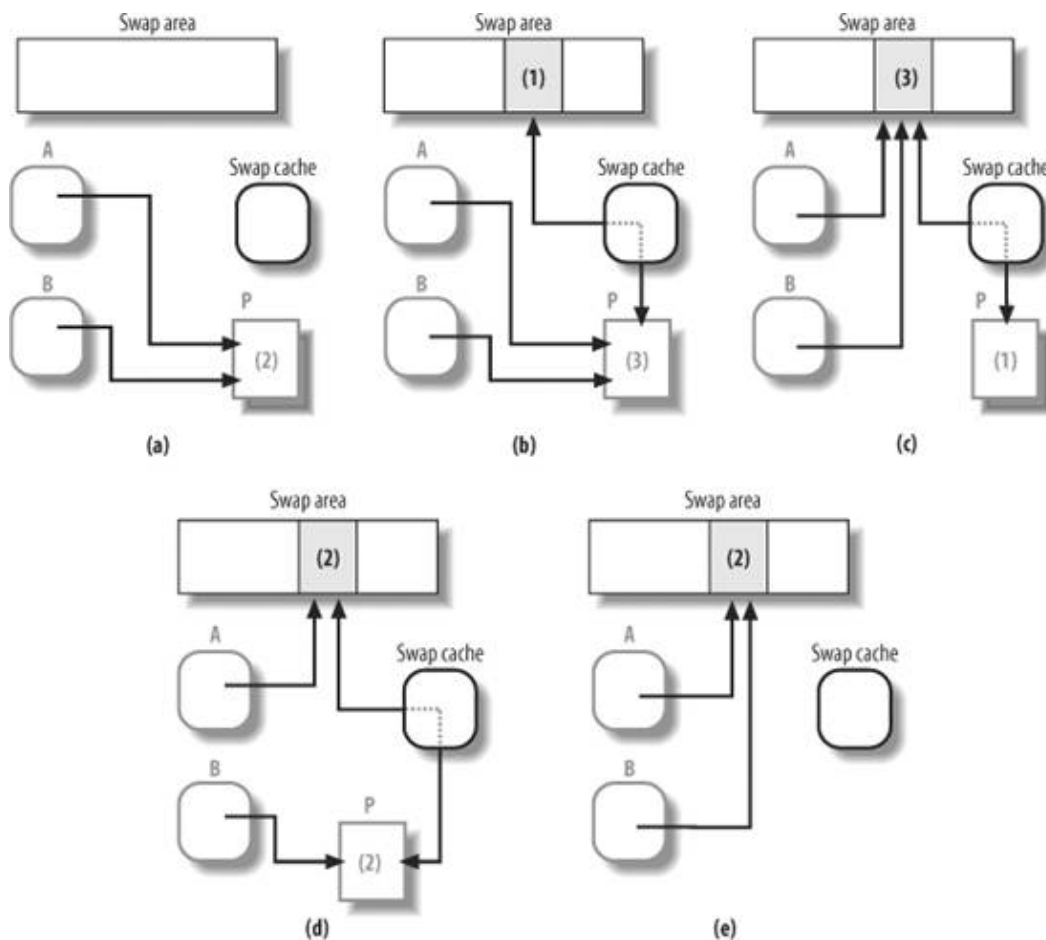 Swap area
(1)
A
Swap cache
B
P
(2)
(a)
Swap area
(1)
A
Swap cache
B
P
(3)
(b)
Swap area
(3)
A
Swap cache
B
P
(1)
(c)
Swap area
(2)
A
Swap cache
B
P
(2)
(d)
Swap area
(2)
A
Swap cache
B
(e)